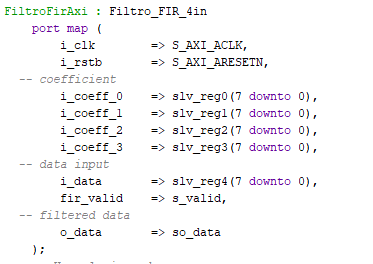 FiltroFirAxi : Filtro_FIR_4in
port map (
i_clk => S_AXI_ACLK,
i_rstb => S_AXI_ARESETN,
-- coefficient
i_coeff_0 => slv_reg0(7 downto 0),
i_coeff_1 => slv_reg1(7 downto 0),
i_coeff_2 => slv_reg2(7 downto 0),
i_coeff_3 => slv_reg3(7 downto 0),
-- data input
i_data => slv_reg4(7 downto 0),
fir_valid => s_valid,
-- filtered data
o_data => so_data
);